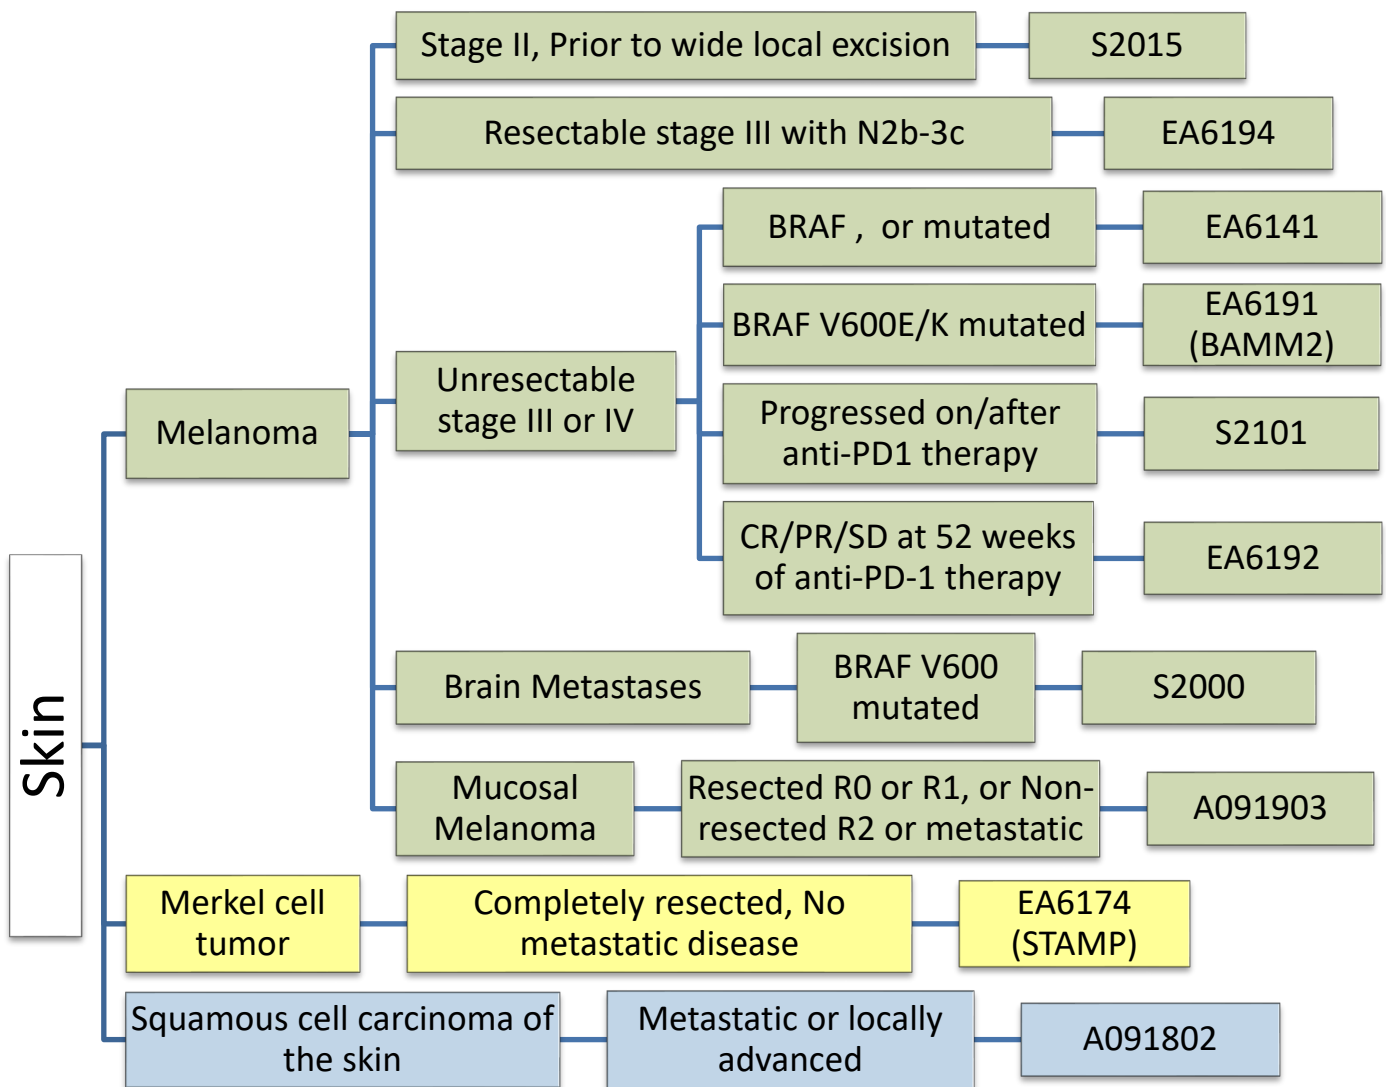 Skin
Melanoma
Stage II, Prior to wide local excision
S2015
Resectable stage III with N2b-3c
EA6194
Unresectable
stage III or IV
BRAF ,  or mutated
EA6141
BRAF V600E/K mutated
EA6191
(BAMM2)
Progressed on/after
anti-PD1 therapy
S2101
CR/PR/SD at 52 weeks
of anti-PD-1 therapy
EA6192
Brain Metastases
BRAF V600
mutated
S2000
Mucosal
Melanoma
Resected R0 or R1, or Non-
resected R2 or metastatic
A091903
Merkel cell
tumor
Completely resected, No
metastatic disease
EA6174
(STAMP)
Squamous cell carcinoma of
the skin
Metastatic or locally
advanced
A091802